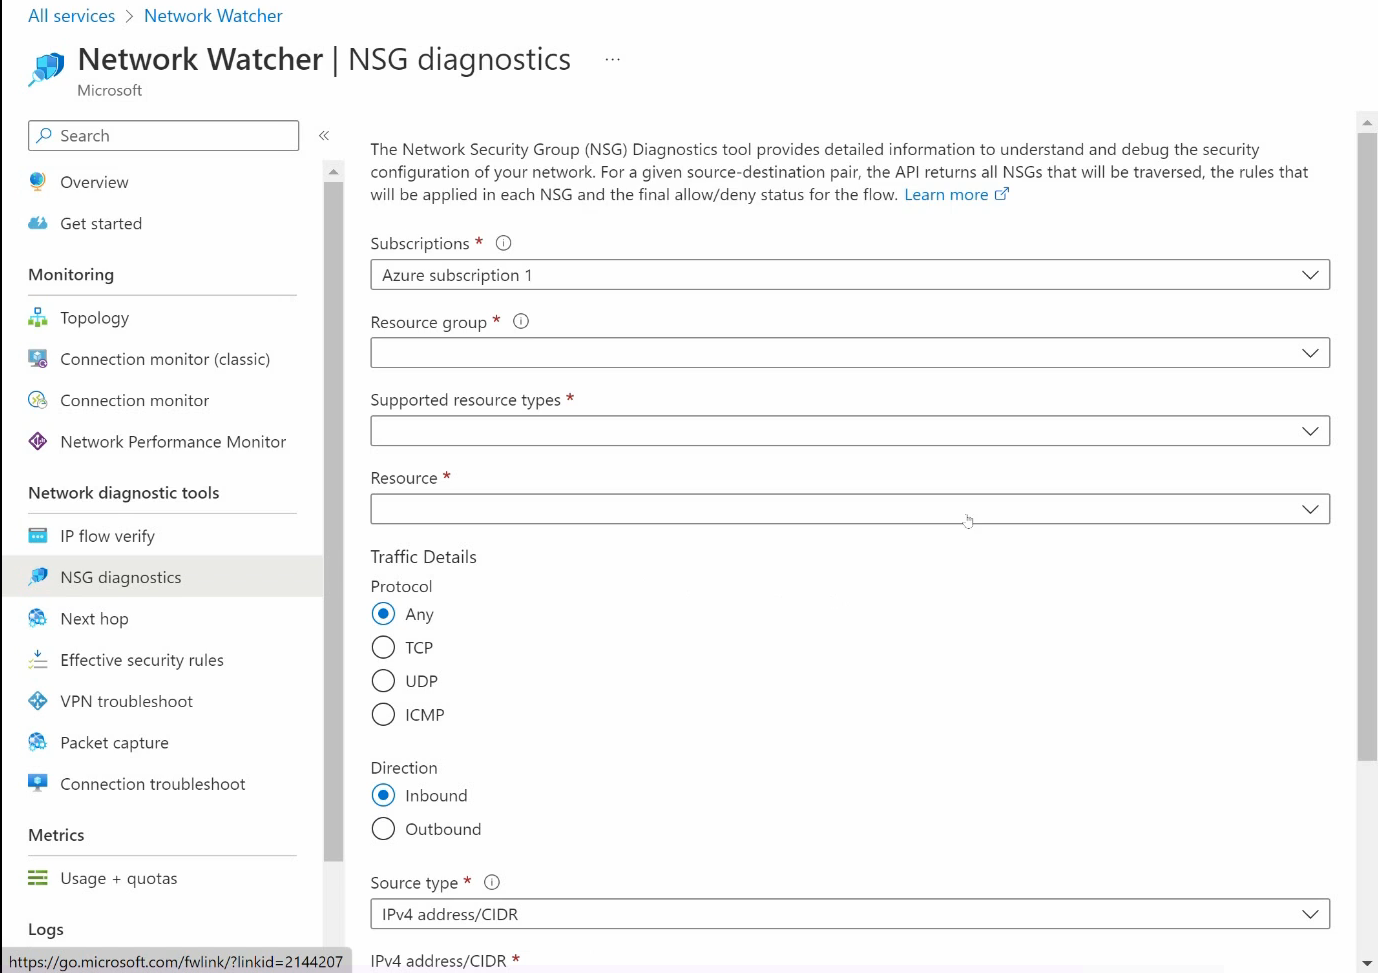 All services > Network Watcher
Network Watcher | NSG diagnostics ...
Microsoft
Search «
Overview
Get started
Monitoring
Topology
Connection monitor (classic)
Connection monitor
Network Performance Monitor
Network diagnostic tools
IP flow verify
NSG diagnostics
Next hop
Effective security rules
VPN troubleshoot
Packet capture
Connection troubleshoot
Metrics
Usage + quotas
Logs
https://go.microsoft.com/fwlink/?linkid=2144207
The Network Security Group (NSG) Diagnostics tool provides detailed information to understand and debug the security
configuration of your network. For a given source-destination pair, the API returns all NSGs that will be traversed, the rules that
will be applied in each NSG and the final allow/deny status for the flow. Learn more
Subscriptions *
Azure subscription 1
Resource group *
Supported resource types *
Resource *
Traffic Details
Protocol
Any
TCP
UDP
ICMP
Direction
Inbound
Outbound
Source type *
IPv4 address/CIDR
IPv4 address/CIDR *